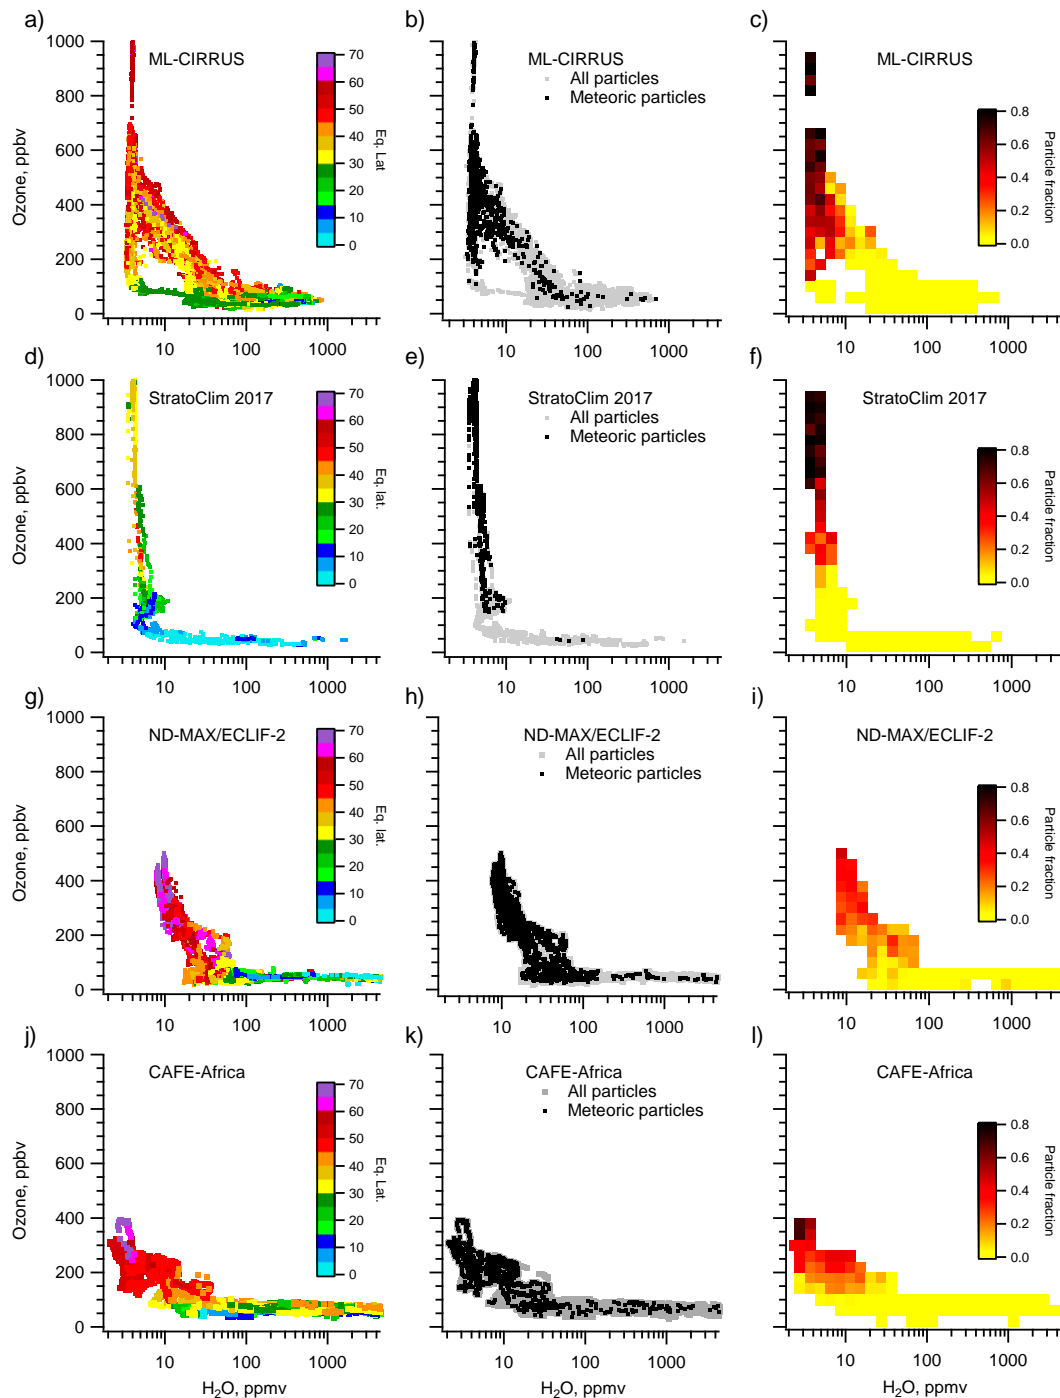 a)
ML-CIRRUS
Ozone, ppbv
1000
800
600
400
200
0
10
100
1000
70
60
50
40
30
20
10
0
Eq. Lat
b)
ML-CIRRUS
All particles
Meteoric particles
10
100
1000
c)
ML-CIRRUS
0.8
0.6
0.4
0.2
0.0
Particle fraction
10
100
1000
d)
StratoClim 2017
Ozone, ppbv
1000
800
600
400
200
0
10
100
1000
70
60
50
40
30
20
10
0
Eq. lat.
e)
StratoClim 2017
All particles
Meteoric particles
10
100
1000
f)
StratoClim 2017
0.8
0.6
0.4
0.2
0.0
Particle fraction
10
100
1000
g)
ND-MAX/ECLIF-2
Ozone, ppbv
1000
800
600
400
200
0
10
100
1000
70
60
50
40
30
20
10
0
Eq. lat.
h)
ND-MAX/ECLIF-2
All particles
Meteoric particles
10
100
1000
i)
ND-MAX/ECLIF-2
0.8
0.6
0.4
0.2
0.0
Particle fraction
10
100
1000
j)
CAFE-Africa
Ozone, ppbv
1000
800
600
400
200
0
10
100
1000
H₂O, ppmv
70
60
50
40
30
20
10
0
Eq. Lat.
k)
CAFE-Africa
All particles
Meteoric particles
10
100
1000
H₂O, ppmv
l)
CAFE-Africa
0.8
0.6
0.4
0.2
0.0
Particle fraction
10
100
1000
H₂O, ppmv